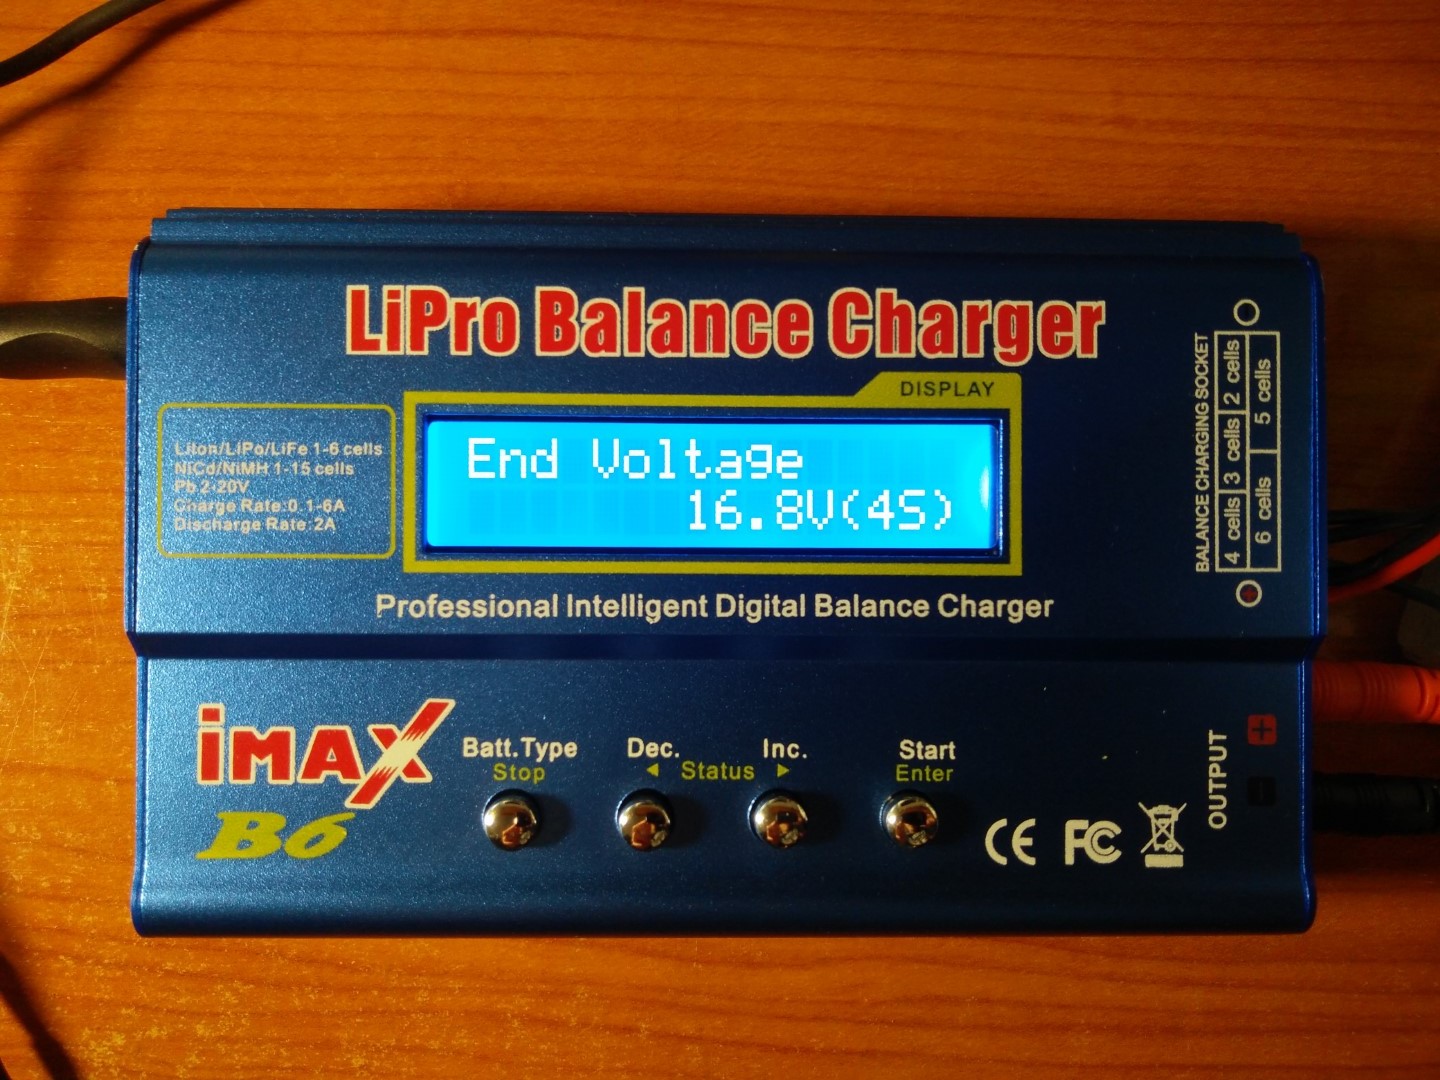 LiPro Balance Charger
DISPLAY
End Voltage
16.8V(4S)
LiIon/LiPo/LiFe 1-6 cells
NiCd/NiMH 1-15 cells
Pb 2-20V
Charge Rate:0.1-6A
Discharge Rate:2A
BALANCE CHARGING SOCKET
4 cells 3 cells 2 cells
6 cells 5 cells
Professional Intelligent Digital Balance Charger
iMAX
B6
Batt.Type
Stop
Dec. Inc.
◄ Status ►
Start
Enter
CE FC
OUTPUT
+
-